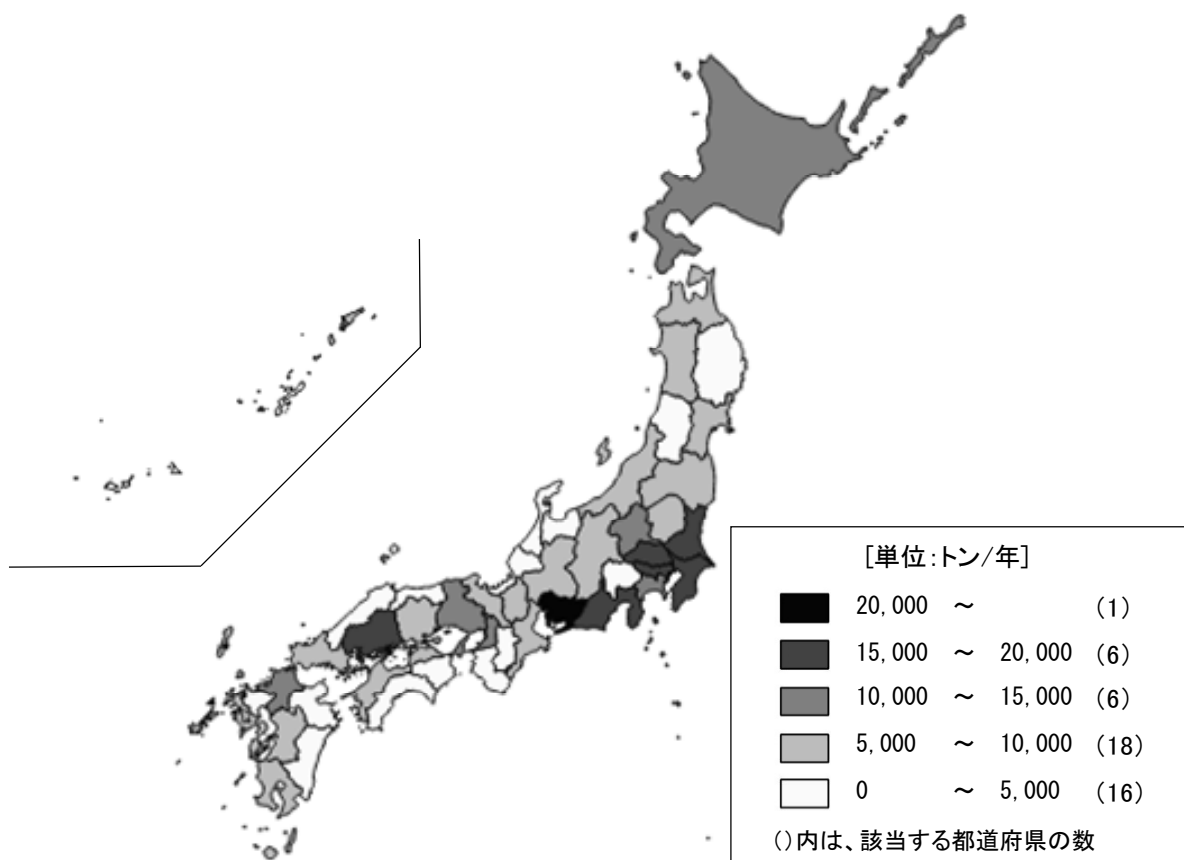 [単位:トン/年]
20,000 ~ (1)
15,000 ~ 20,000 (6)
10,000 ~ 15,000 (6)
5,000 ~ 10,000 (18)
0 ~ 5,000 (16)
()内は、該当する都道府県の数